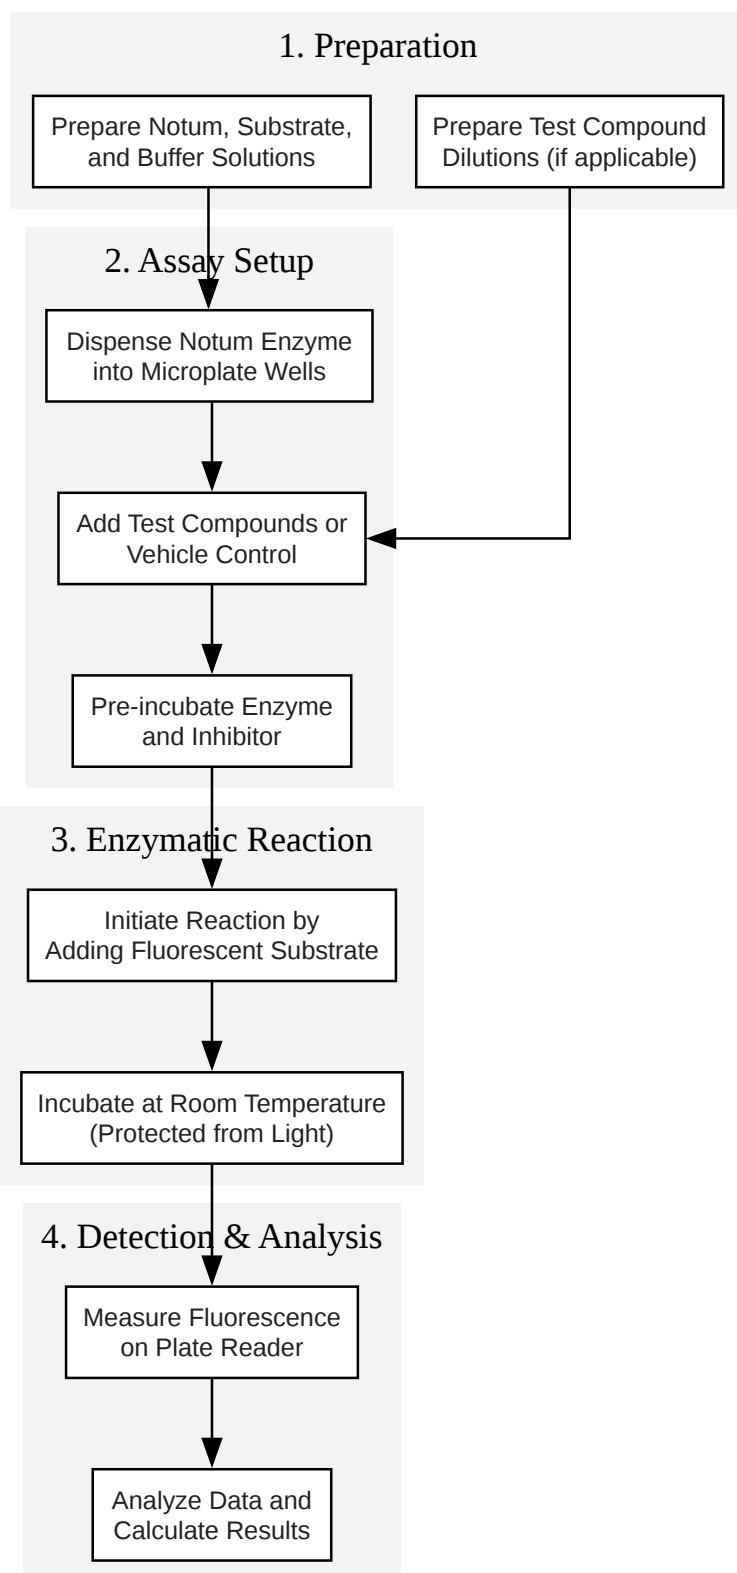 1. Preparation
Prepare Notum, Substrate,
and Buffer Solutions
Prepare Test Compound
Dilutions (if applicable)
2. Assay Setup
Dispense Notum Enzyme
into Microplate Wells
Add Test Compounds or
Vehicle Control
Pre-incubate Enzyme
and Inhibitor
3. Enzymatic Reaction
Initiate Reaction by
Adding Fluorescent Substrate
Incubate at Room Temperature
(Protected from Light)
4. Detection & Analysis
Measure Fluorescence
on Plate Reader
Analyze Data and
Calculate Results